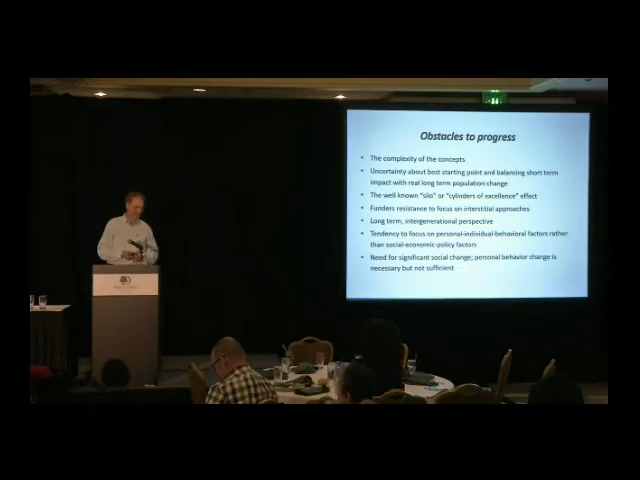 Obstacles to progress
• The complexity of the concepts
• Uncertainty about best starting point and balancing short term
impact with real long term population change
• The well known "silo" or "cylinders of excellence" effect
• Funders resistance to focus on interstitial approaches
• Long term, intergenerational perspective
• Tendency to focus on personal-individual-behavioral factors rather
than social-economic-policy factors
• Need for significant social change; personal behavior change is
necessary but not sufficient